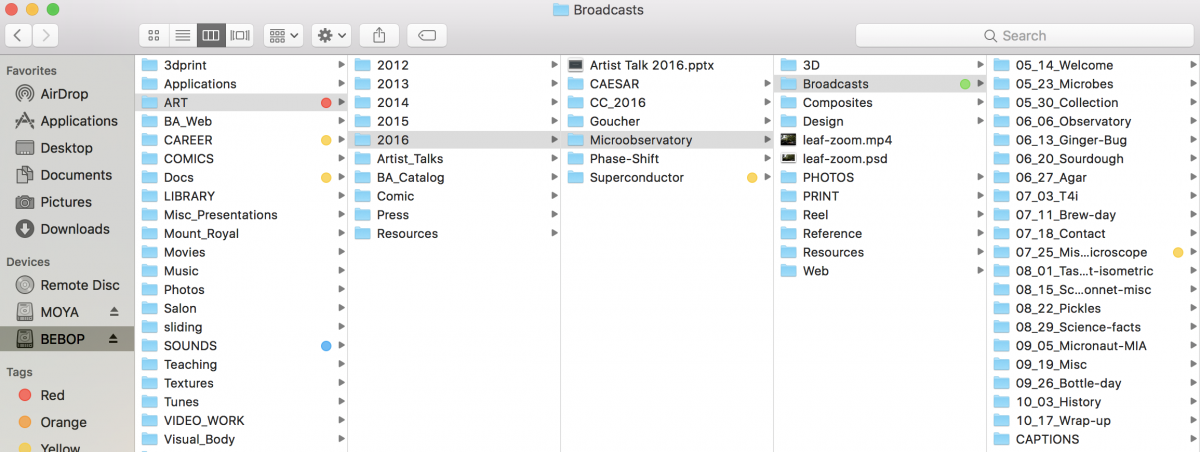 Broadcasts
Search
Favorites
AirDrop
Applications
Desktop
Documents
Pictures
Downloads
Devices
Remote Disc
MOYA
BEBOP
Tags
Red
Orange
Yellow
3dprint
Applications
ART
BA_Web
CAREER
COMICS
Docs
LIBRARY
Misc_Presentations
Mount_Royal
Movies
Music
Photos
Salon
sliding
SOUNDS
Teaching
Textures
Tunes
VIDEO_WORK
Visual_Body
2012
2013
2014
2015
2016
Artist_Talks
BA_Catalog
Comic
Press
Resources
Artist Talk 2016.pptx
CAESAR
CC_2016
Goucher
Microobservatory
Phase-Shift
Superconductor
3D
Broadcasts
Composites
Design
leaf-zoom.mp4
leaf-zoom.psd
PHOTOS
PRINT
Reel
Reference
Resources
Web
05_14_Welcome
05_23_Microbes
05_30_Collection
06_06_Observatory
06_13_Ginger-Bug
06_20_Sourdough
06_27_Agar
07_03_T4i
07_11_Brew-day
07_18_Contact
07_25_Mis...icroscope
08_01_Tas...t-isometric
08_15_Sc...onnet-misc
08_22_Pickles
08_29_Science-facts
09_05_Micronaut-MIA
09_19_Misc
09_26_Bottle-day
10_03_History
10_17_Wrap-up
CAPTIONS